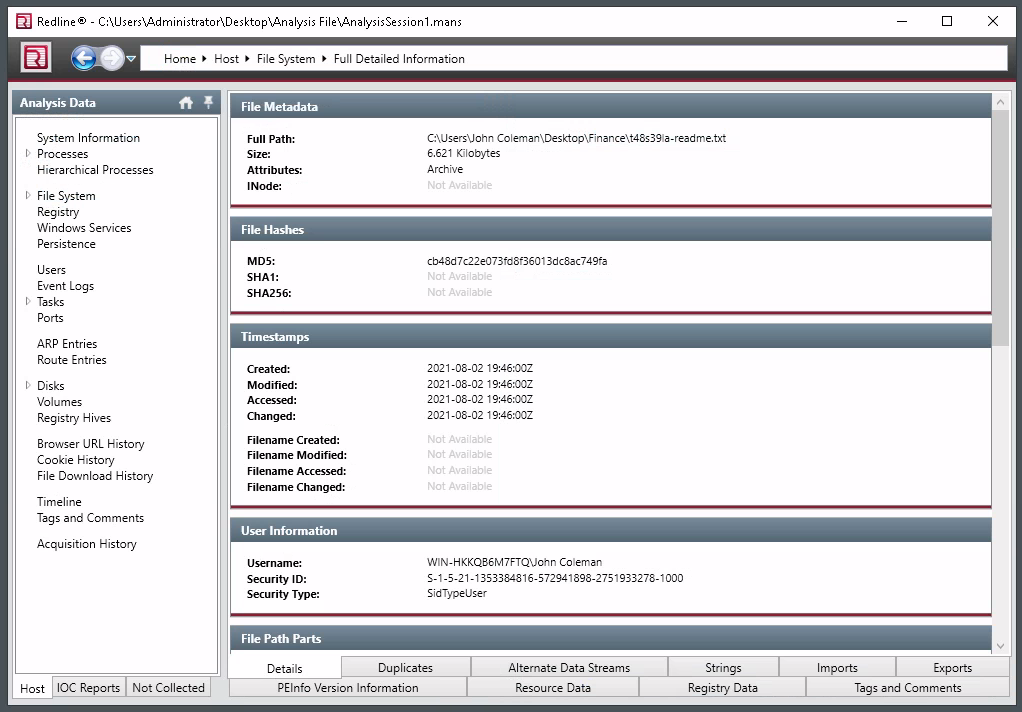 Redline® - C:\Users\Administrator\Desktop\Analysis File\AnalysisSession1.mans
Home Host File System Full Detailed Information
Analysis Data
System Information
Processes
Hierarchical Processes
File System
Registry
Windows Services
Persistence
Users
Event Logs
Tasks
Ports
ARP Entries
Route Entries
Disks
Volumes
Registry Hives
Browser URL History
Cookie History
File Download History
Timeline
Tags and Comments
Acquisition History
Host IOC Reports Not Collected
File Metadata
Full Path: C:\Users\John Coleman\Desktop\Finance\t48s39la-readme.txt
Size: 6.621 Kilobytes
Attributes: Archive
INode: Not Available
File Hashes
MD5: cb48d7c22e073fd8f36013dc8ac749fa
SHA1: Not Available
SHA256: Not Available
Timestamps
Created: 2021-08-02 19:46:00Z
Modified: 2021-08-02 19:46:00Z
Accessed: 2021-08-02 19:46:00Z
Changed: 2021-08-02 19:46:00Z
Filename Created: Not Available
Filename Modified: Not Available
Filename Accessed: Not Available
Filename Changed: Not Available
User Information
Username: WIN-HKKQB6M7FTQ\John Coleman
Security ID: S-1-5-21-1353384816-572941898-2751933278-1000
Security Type: SidTypeUser
File Path Parts
Details Duplicates Alternate Data Streams Strings Imports Exports
PEInfo Version Information Resource Data Registry Data Tags and Comments